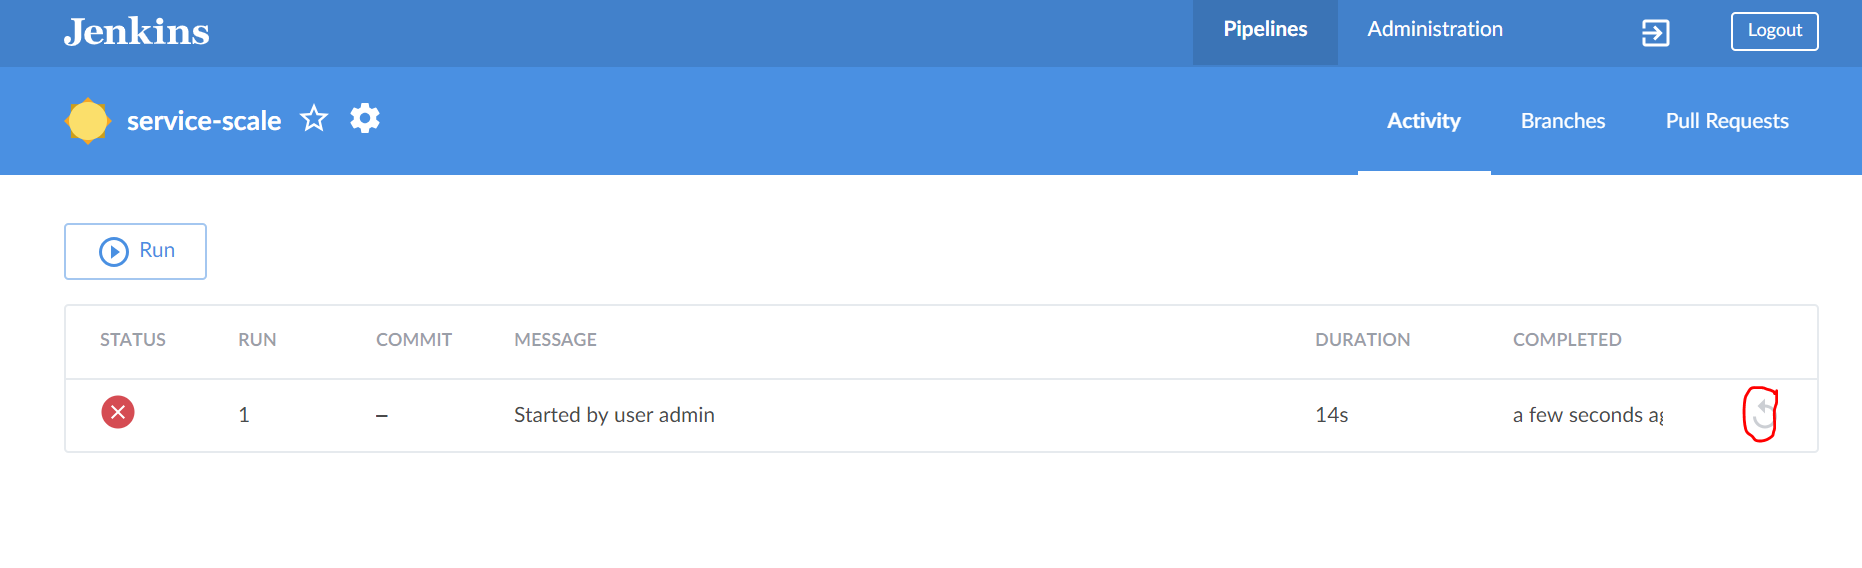 Jenkins
Pipelines Administration Logout
service-scale Activity Branches Pull Requests
Run
STATUS RUN COMMIT MESSAGE DURATION COMPLETED
1 – Started by user admin 14s a few seconds ag